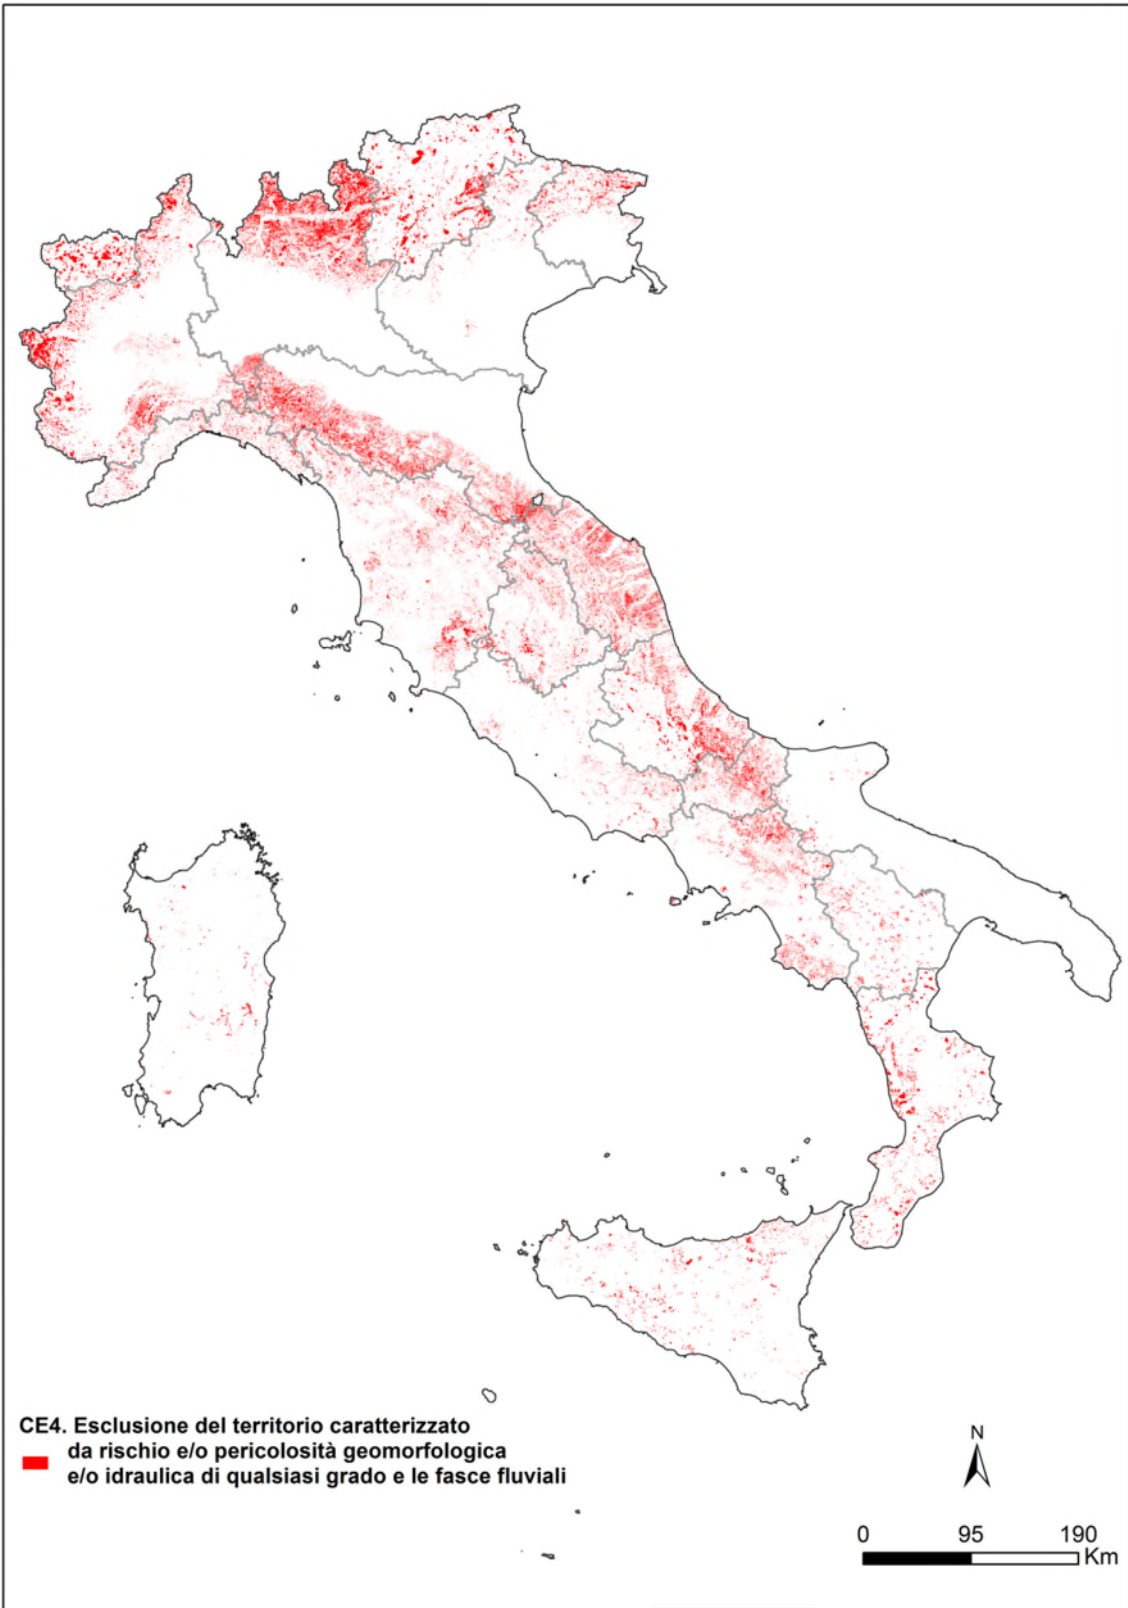 CE4. Esclusione del territorio caratterizzato
da rischio e/o pericolosità geomorfologica
e/o idraulica di qualsiasi grado e le fasce fluviali
N
0 95 190
Km